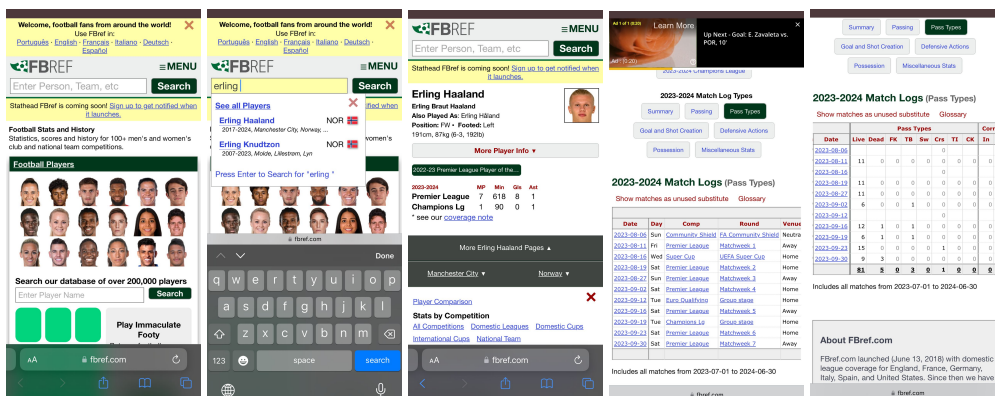 Welcome, football fans from around the world!
Use FBref in:
Português · English · Français · Italiano · Deutsch ·
Español
FBREF
≡MENU
Enter Person, Team, etc
Search
Stathead FBref is coming soon! Sign up to get notified when
it launches.
Football Stats and History
Statistics, scores and history for 100+ men's and women's
club and national team competitions.
Football Players
Search our database of over 200,000 players
Enter Player Name
Search
Play Immaculate
Footy
AA
fbref.com
Welcome, football fans from around the world!
Use FBref in:
Português · English · Français · Italiano · Deutsch ·
Español
FBREF
≡MENU
erling
Search
See all Players
Erling Haaland NOR
2017-2024, Manchester City, Norway, ...
Erling Knudtzon NOR
2007-2023, Molde, Lillestrøm, Lyn
Press Enter to Search for "erling "
fbref.com
Done
q w e r t y u i o p
a s d f g h j k l
z x c v b n m
123
space
search
FBREF
≡MENU
Enter Person, Team, etc
Search
Stathead FBref is coming soon! Sign up to get notified when
it launches.
Erling Haaland
Erling Braut Haaland
Also Played As: Erling Håland
Position: FW ▪ Footed: Left
191cm, 87kg (6-3, 192lb)
More Player Info ▼
2022-23 Premier League Player of the...
2023-2024 MP Min Gls Ast
Premier League 7 618 8 1
Champions Lg 1 90 0 1
* see our coverage note
More Erling Haaland Pages ▲
Manchester City ▼
Norway ▼
Player Comparison
Stats by Competition
All Competitions Domestic Leagues Domestic Cups
International Cups National Team
AA
fbref.com
Ad 1 of 1 (0:20)
Learn More
Up Next - Goal: E. Zavaleta vs.
POR, 10'
Ad · (0:20)
2023-2024 Champions League
2023-2024 Match Log Types
Summary
Passing
Pass Types
Goal and Shot Creation
Defensive Actions
Possession
Miscellaneous Stats
2023-2024 Match Logs (Pass Types)
Show matches as unused substitute Glossary
Date Day Comp Round Venue
2023-08-06 Sun Community Shield FA Community Shield Neutra
2023-08-11 Fri Premier League Matchweek 1 Away
2023-08-16 Wed Super Cup UEFA Super Cup Home
2023-08-19 Sat Premier League Matchweek 2 Home
2023-08-27 Sun Premier League Matchweek 3 Away
2023-09-02 Sat Premier League Matchweek 4 Home
2023-09-12 Tue Euro Qualifying Group stage Home
2023-09-16 Sat Premier League Matchweek 5 Away
2023-09-19 Tue Champions Lg Group stage Home
2023-09-23 Sat Premier League Matchweek 6 Home
2023-09-30 Sat Premier League Matchweek 7 Away
Includes all matches from 2023-07-01 to 2024-06-30
fbref.com
Summary
Passing
Pass Types
Goal and Shot Creation
Defensive Actions
Possession
Miscellaneous Stats
2023-2024 Match Logs (Pass Types)
Show matches as unused substitute Glossary
Pass Types Corr
Date Live Dead FK TB Sw Crs TI CK In
2023-08-06 0
2023-08-11 11 0 0 0 0 0 0 0 0
2023-08-16 0
2023-08-19 11 0 0 0 0 0 0 0 0
2023-08-27 11 0 0 0 0 0 0 0 0
2023-09-02 6 0 0 1 0 0 0 0 0
2023-09-12 0
2023-09-16 12 1 0 1 0 0 0 0 0
2023-09-19 6 1 0 1 0 0 0 0 0
2023-09-23 15 0 0 0 0 1 0 0 0
2023-09-30 9 3 0 0 0 0 0 0 0
81 5 0 3 0 1 0 0 0
Includes all matches from 2023-07-01 to 2024-06-30
About FBref.com
FBref.com launched (June 13, 2018) with domestic
league coverage for England, France, Germany,
Italy, Spain, and United States. Since then we have
fbref.com